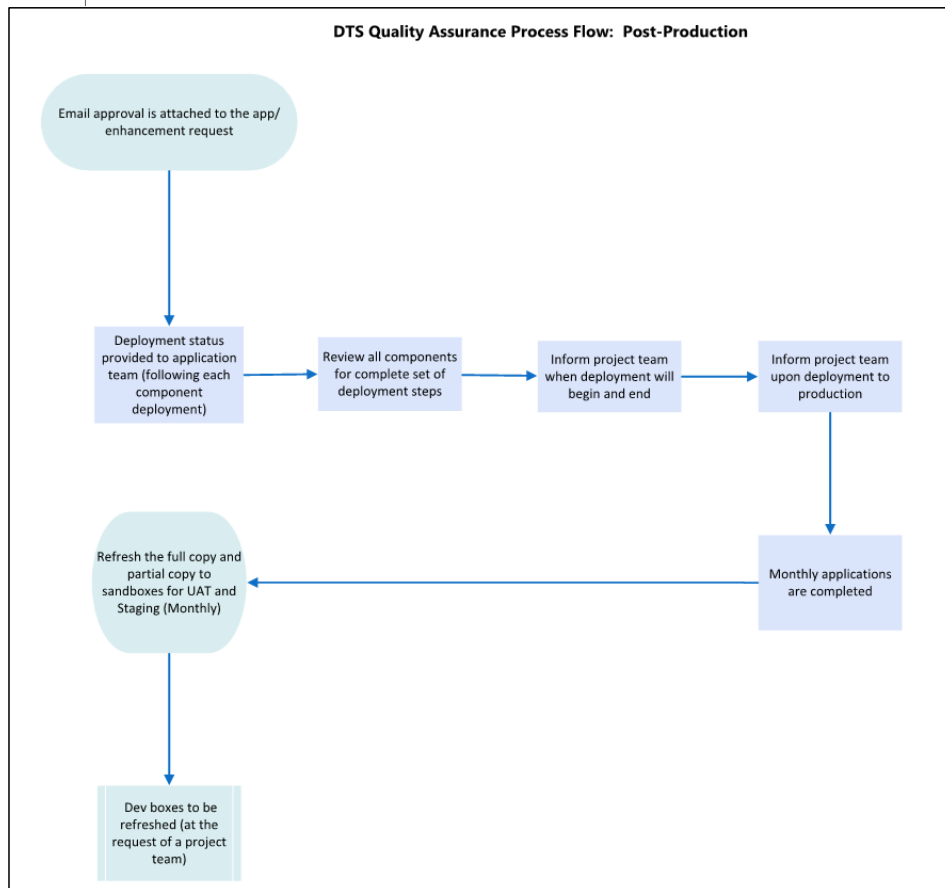 DTS Quality Assurance Process Flow:  Post-Production
Email approval is attached to the app/
enhancement request
Deployment status
provided to application
team (following each
component
deployment)
Review all components
for complete set of
deployment steps
Inform project team
when deployment will
begin and end
Inform project team
upon deployment to
production
Monthly applications
are completed
Refresh the full copy and
partial copy to
sandboxes for UAT and
Staging (Monthly)
Dev boxes to be
refreshed (at the
request of a project
team)